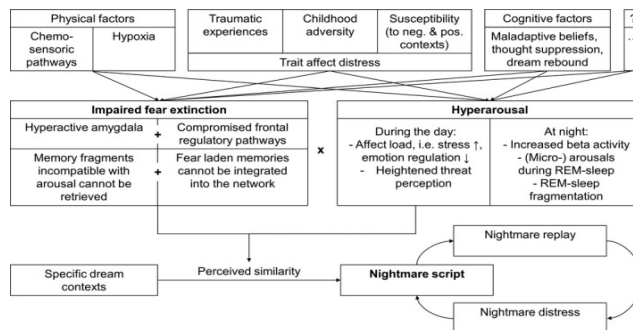 Physical factors
Chemo-
sensoric
pathways
Hypoxia
Traumatic
experiences
Childhood
adversity
Susceptibility
(to neg. & pos.
contexts)
Trait affect distress
Cognitive factors
Maladaptive beliefs,
thought suppression,
dream rebound
?
..
Impaired fear extinction
Hyperactive amygdala
+
Compromised frontal
regulatory pathways
Memory fragments
incompatible with
arousal cannot be
retrieved
+
Fear laden memories
cannot be integrated
into the network
x
Hyperarousal
During the day:
- Affect load, i.e. stress ↑,
emotion regulation ↓
- Heightened threat
perception
At night:
- Increased beta activity
- (Micro-) arousals
during REM-sleep
- REM-sleep
fragmentation
Specific dream
contexts
Perceived similarity
Nightmare script
Nightmare replay
Nightmare distress